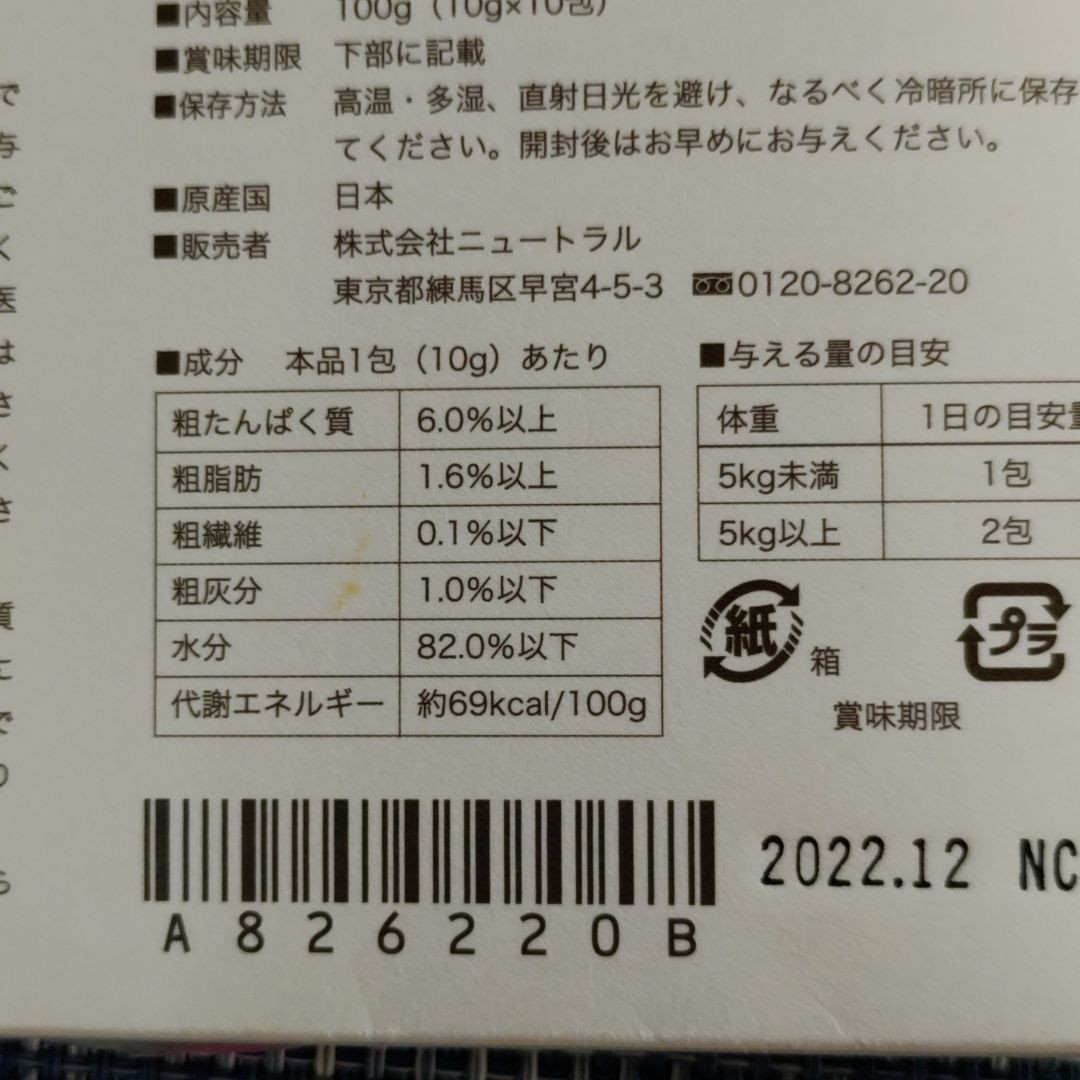 ■内容量 100g（10g×10包）
■賞味期限 下部に記載
■保存方法 高温・多湿、直射日光を避け、なるべく冷暗所に保存
てください。開封後はお早めにお与えください。
■原産国 日本
■販売者 株式会社ニュートラル
東京都練馬区早宮4-5-3 0120-8262-20
■成分 本品1包（10g）あたり
粗たんぱく質 6.0%以上
粗脂肪 1.6%以上
粗繊維 0.1%以下
粗灰分 1.0%以下
水分 82.0%以下
代謝エネルギー 約69kcal/100g
■与える量の目安
体重 1日の目安量
5kg未満 1包
5kg以上 2包
紙 箱 プラ
賞味期限
2022.12 NC
A826220B